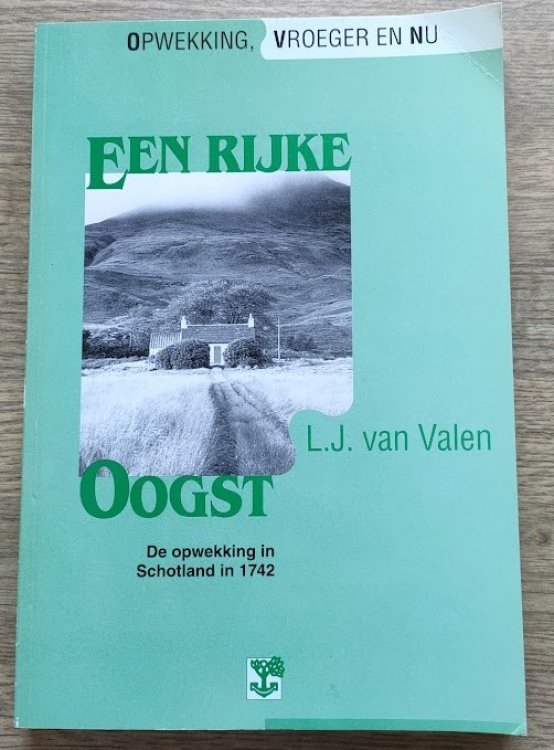 OPWEKKING, VROEGER EN NU
EEN RIJKE
OOGST
L.J. van Valen
De opwekking in
Schotland in 1742